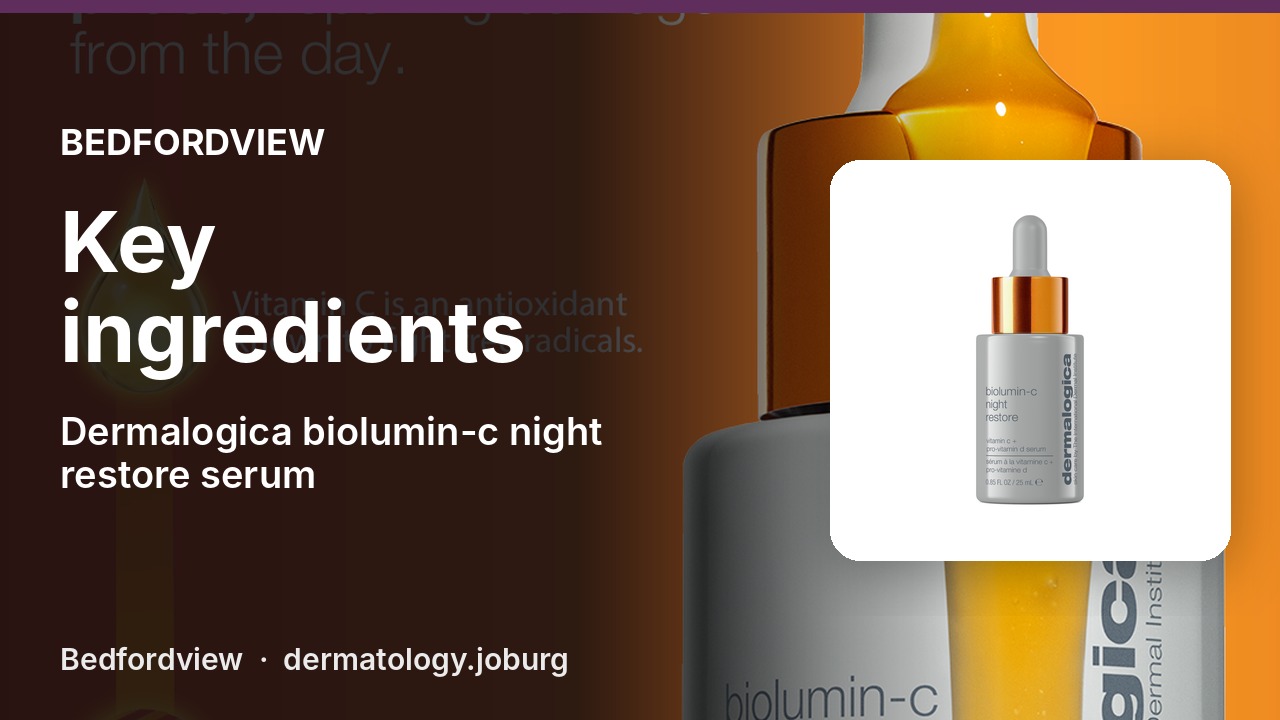 from the day.
BEDFORDVIEW
Key
ingredients
Vitamin C is an antioxidant
radicals.
Dermalogica biolumin-c night
restore serum
Bedfordview · dermatology.joburg
biolumin-c
night
restore
vitamin c +
pro-vitamin d serum
sérum à la vitamine c +
pro-vitamine d
0.85 FL OZ / 25 mL ℮
dermalogica
biolumin-c
gica